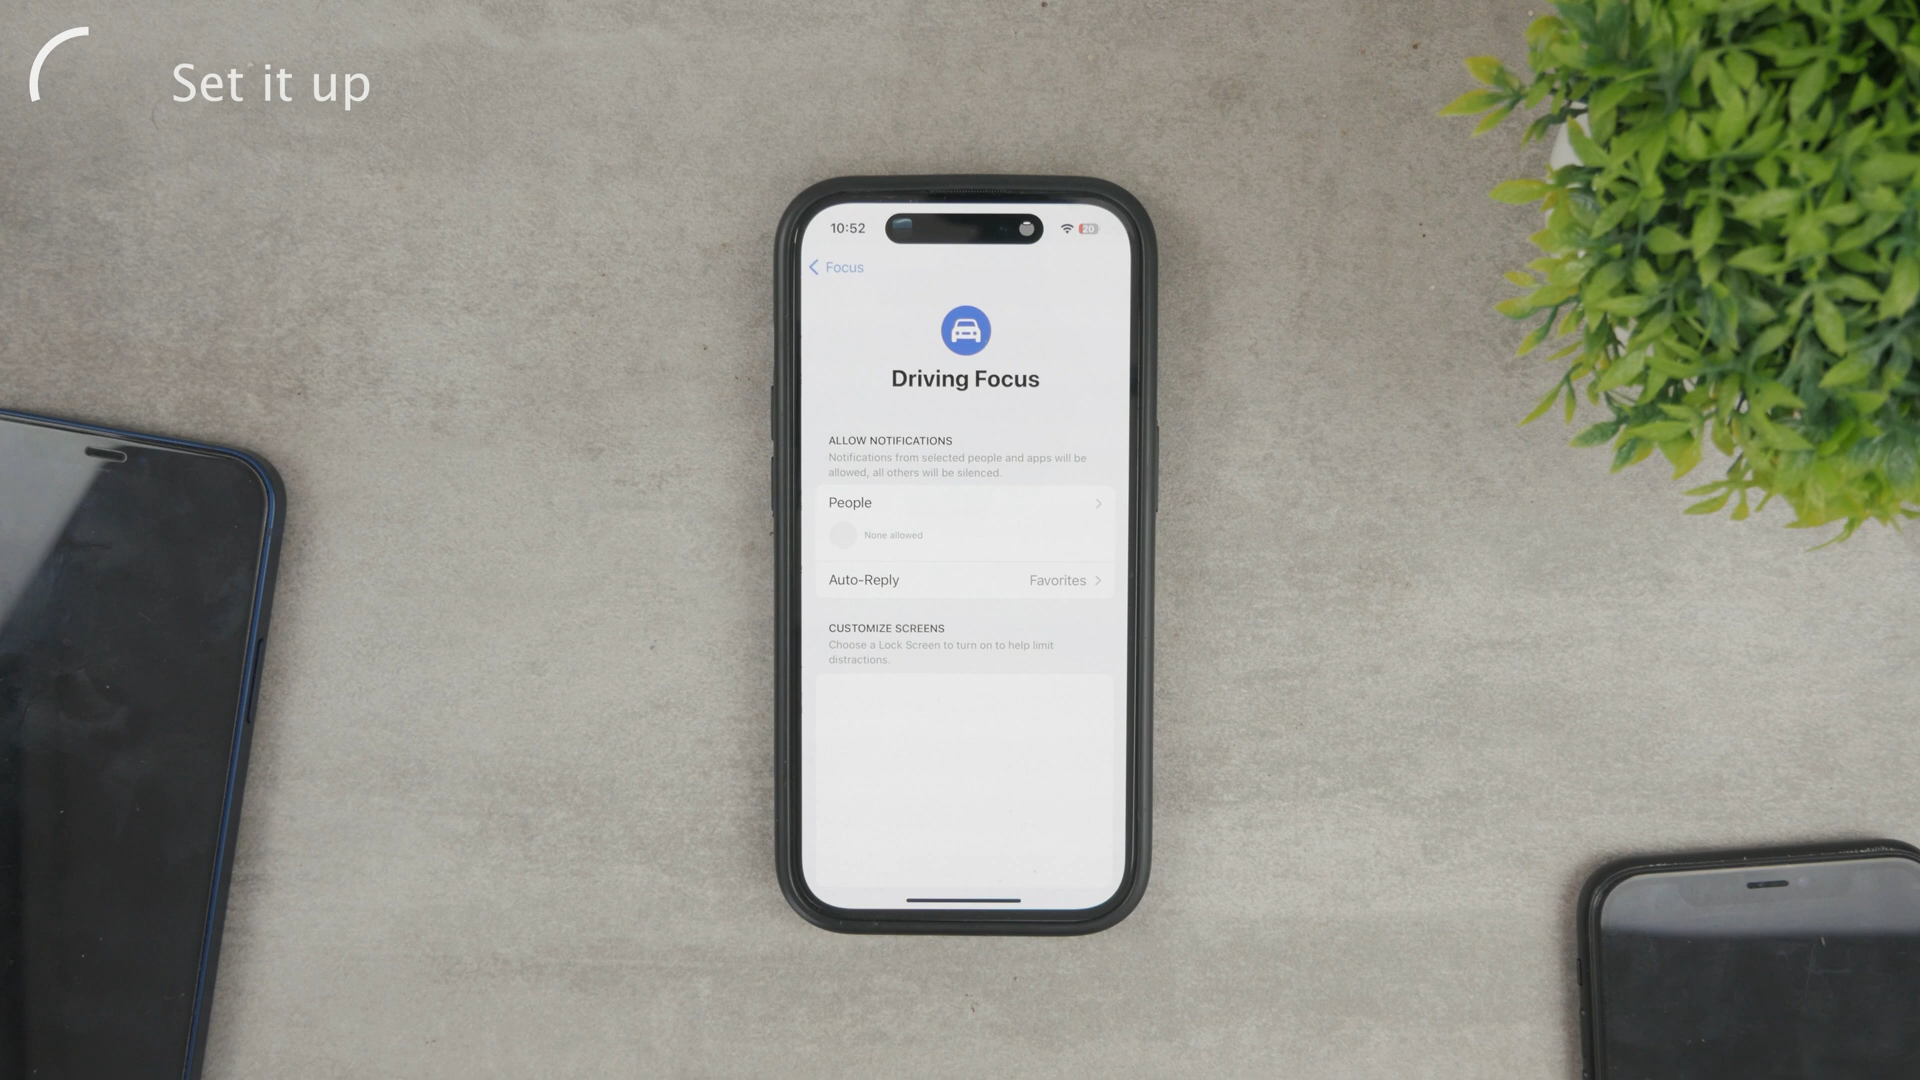 Set it up
10:52
20
Focus
Driving Focus
ALLOW NOTIFICATIONS
Notifications from selected people and apps will be
allowed, all others will be silenced.
People
None allowed
Auto-Reply Favorites
CUSTOMIZE SCREENS
Choose a Lock Screen to turn on to help limit
distractions.